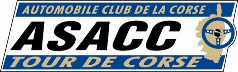 AUTOMOBILE CLUB DE LA CORSE
ASACC
TOUR DE CORSE